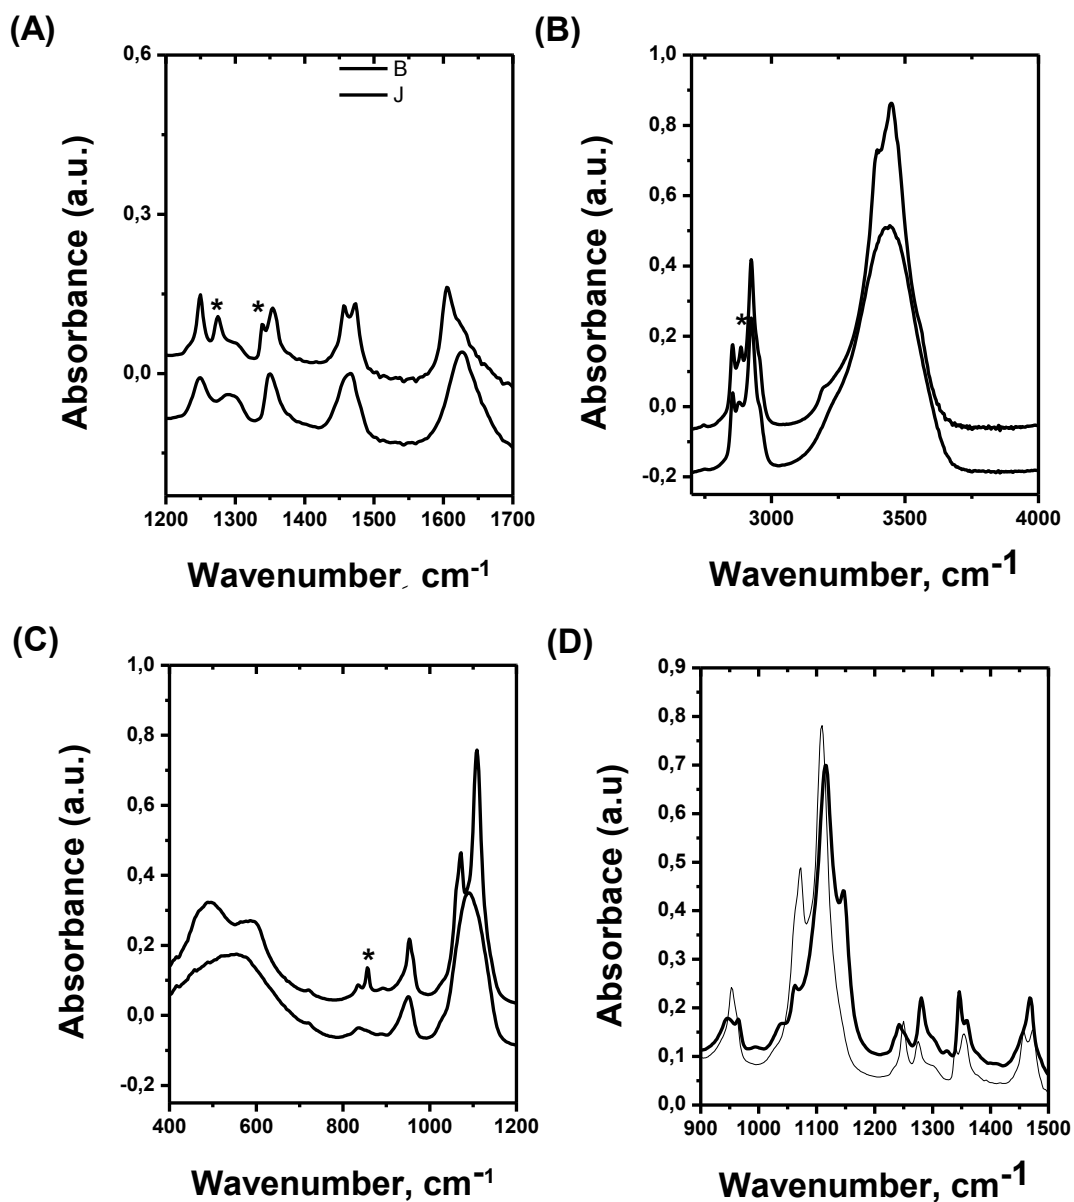 (A)
(B)
0,6
0,3
0,0
B
J
Absorbance (a.u.)
*
*
1200 1300 1400 1500 1600 1700
Wavenumber, cm-1
1,0
0,8
0,6
0,4
0,2
0,0
-0,2
Absorbance (a.u.)
*
3000 3500 4000
Wavenumber, cm-1
(C)
(D)
1,0
0,8
0,6
0,4
0,2
0,0
-0,2
Absorbance (a.u.)
*
400 600 800 1000 1200
Wavenumber, cm-1
0,9
0,8
0,7
0,6
0,5
0,4
0,3
0,2
0,1
0,0
Absorbace (a.u)
900 1000 1100 1200 1300 1400 1500
Wavenumber, cm-1